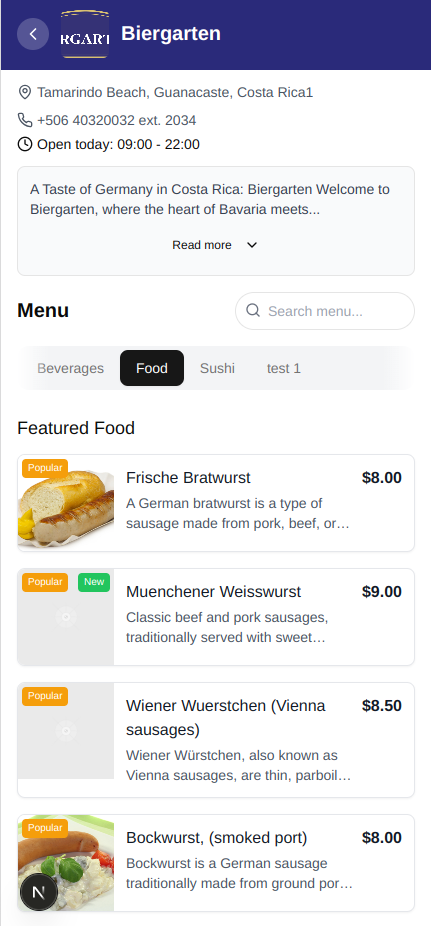 RGART
Biergarten
Tamarindo Beach, Guanacaste, Costa Rica1
+506 40320032 ext. 2034
Open today: 09:00 - 22:00
A Taste of Germany in Costa Rica: Biergarten Welcome to
Biergarten, where the heart of Bavaria meets...
Read more
Menu
Search menu...
Beverages Food Sushi test 1
Featured Food
Popular
Frische Bratwurst $8.00
A German bratwurst is a type of
sausage made from pork, beef, or…
Popular New
Muenchener Weisswurst $9.00
Classic beef and pork sausages,
traditionally served with sweet…
Popular
Wiener Wuerstchen (Vienna $8.50
sausages)
Wiener Würstchen, also known as
Vienna sausages, are thin, parboil…
Popular
Bockwurst, (smoked port) $8.00
Bockwurst is a German sausage
traditionally made from ground por…
N